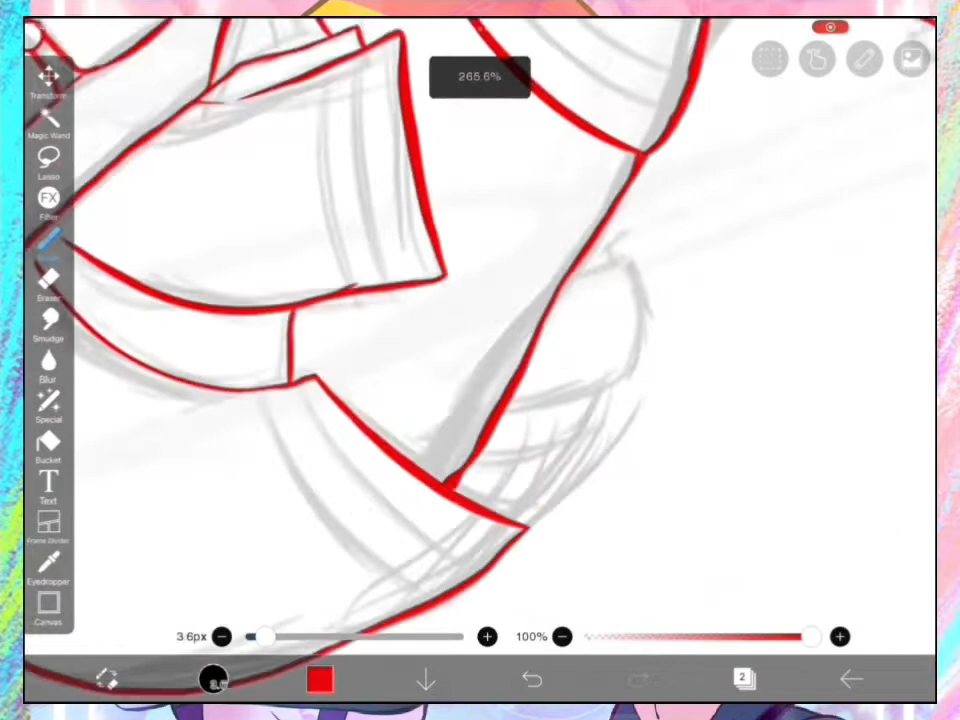 265.6%
Transform
Magic Wand
Lasso
FX
Filter
Eraser
Smudge
Blur
Special
Bucket
T
Text
Frame Divider
Eyedropper
Canvas
3.6px
100%
2